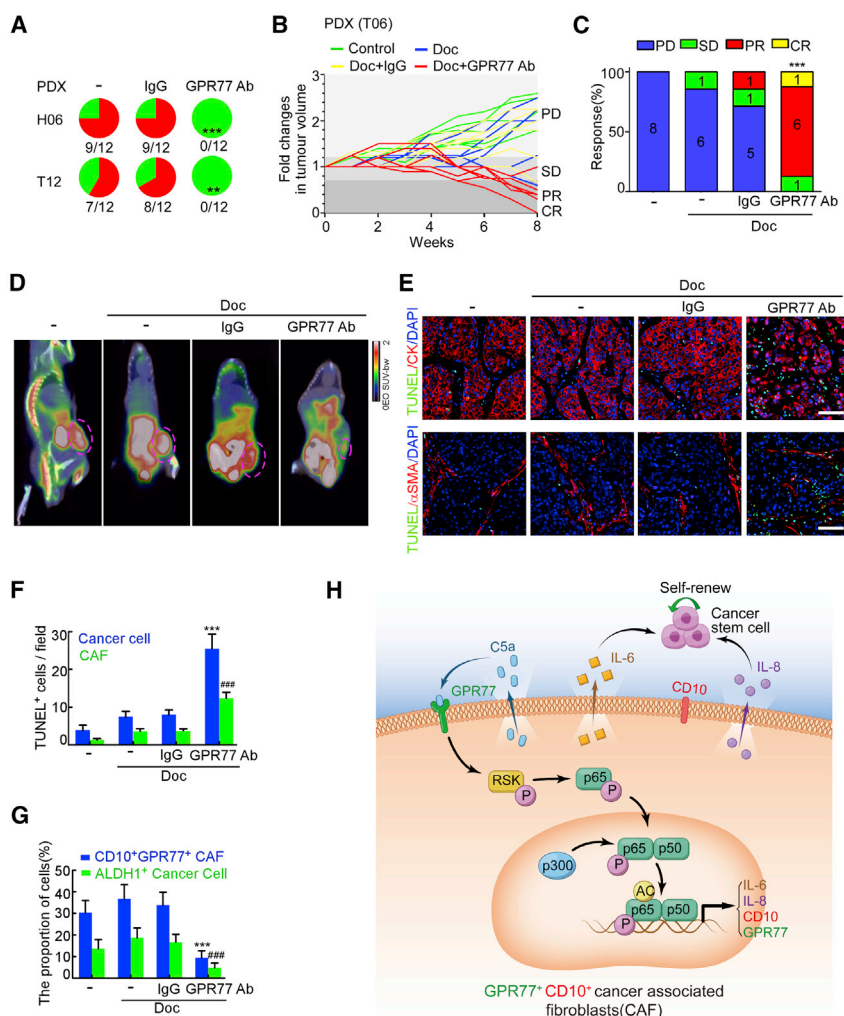 A
PDX - IgG GPR77 Ab
H06
9/12 9/12 *** 0/12
T12
7/12 8/12 ** 0/12
B
PDX (T06)
Control Doc
Doc+IgG Doc+GPR77 Ab
Fold changes
in tumour volume
3
2
1
0
PD
SD
PR
CR
0 2 4 6 8
Weeks
C
PD SD PR CR
***
Response(%)
100
50
0
8
1
6
1
1
5
1
6
1
- - IgG GPR77 Ab
Doc
D
Doc
- - IgG GPR77 Ab
0EO SUV-bw 2
E
Doc
- - IgG GPR77 Ab
TUNEL/CK/DAPI
TUNEL/αSMA/DAPI
F
Cancer cell
CAF
TUNEL+ cells / field
30
20
10
0
***
###
- - IgG GPR77 Ab
Doc
G
CD10+GPR77+ CAF
ALDH1+ Cancer Cell
The proportion of cells(%)
50
40
30
20
10
0
***
###
- - IgG GPR77 Ab
Doc
H
Self-renew
Cancer
stem cell
C5a
IL-6
IL-8
GPR77
CD10
RSK
P
p65
P
p300
p65 p50
P
AC
p65 p50
P
IL-6
IL-8
CD10
GPR77
GPR77+ CD10+ cancer associated
fibroblasts(CAF)